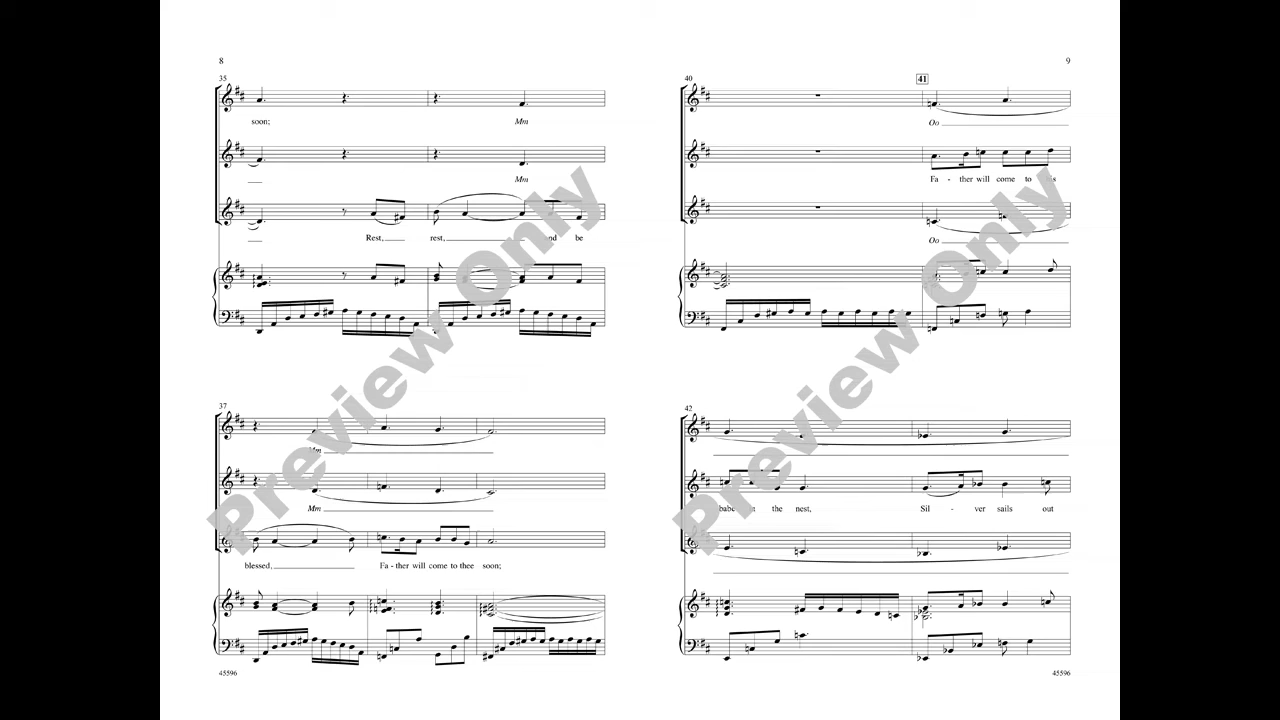 8
35
soon;
Mm
Mm
Rest,
rest,
and be
37
Mm
Mm
blessed,
Fa - ther will come to thee soon;
45596
Preview Only
9
40
41
Oo
Fa - ther will come to his
Oo
42
babe
the nest,
Sil - ver sails out
45596
Preview Only